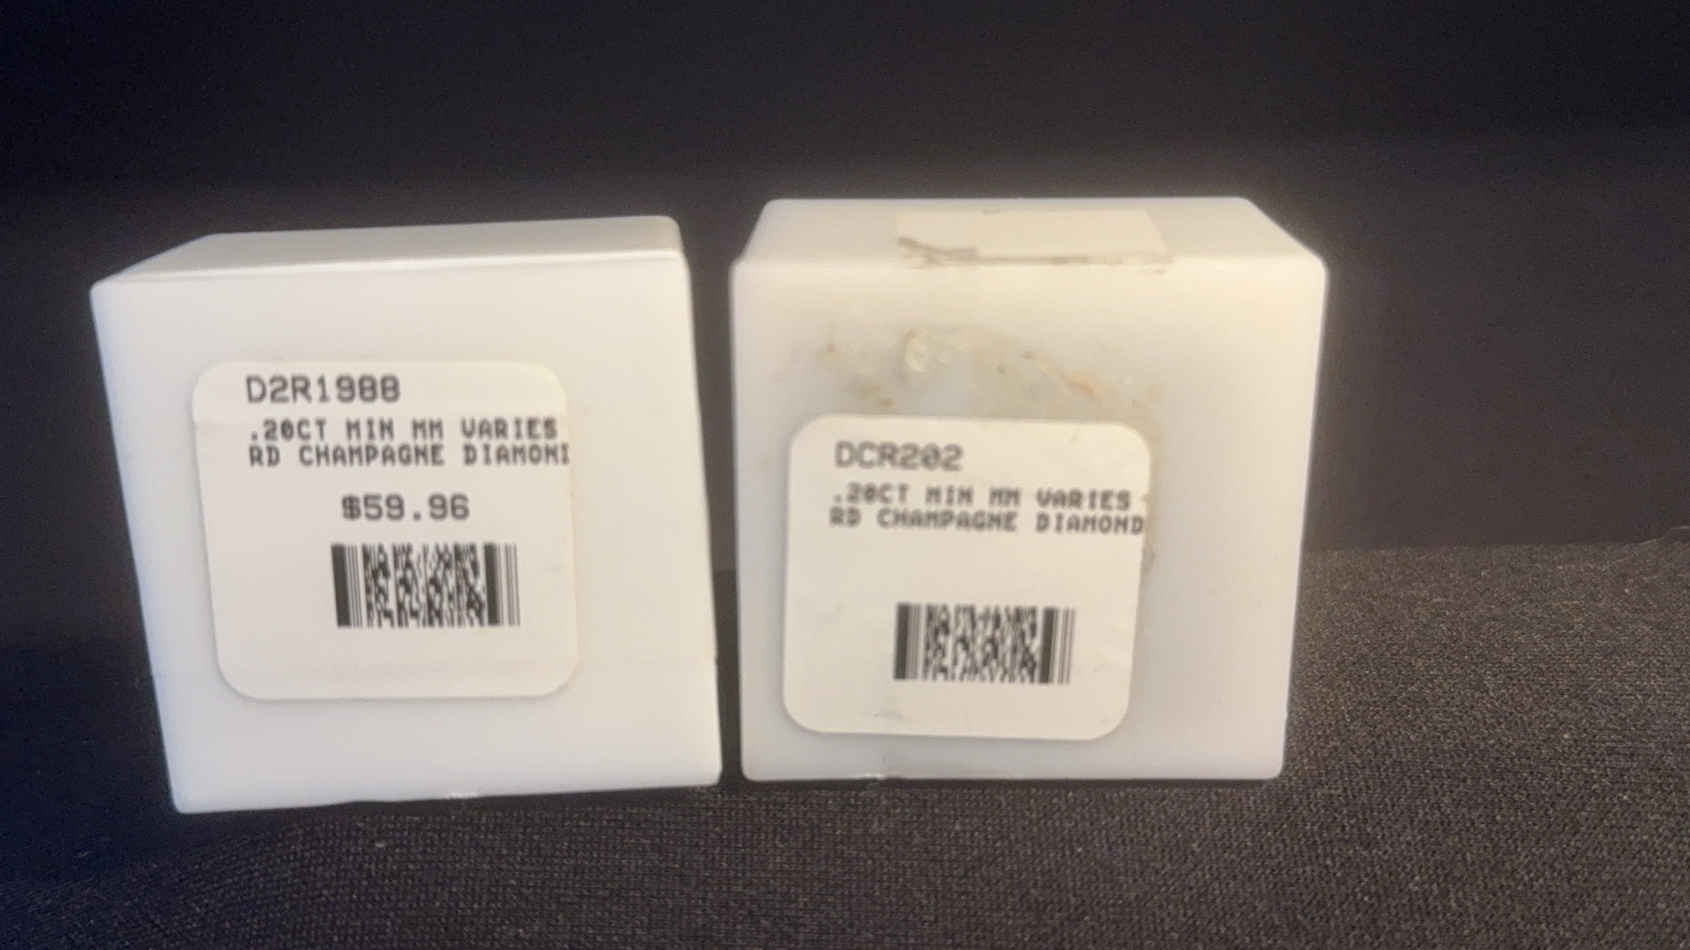 D2R1988
.20CT MIN MM VARIES
RD CHAMPAGNE DIAMOND
$59.96
DCR202
.20CT MIN MM VARIES
RD CHAMPAGNE DIAMOND